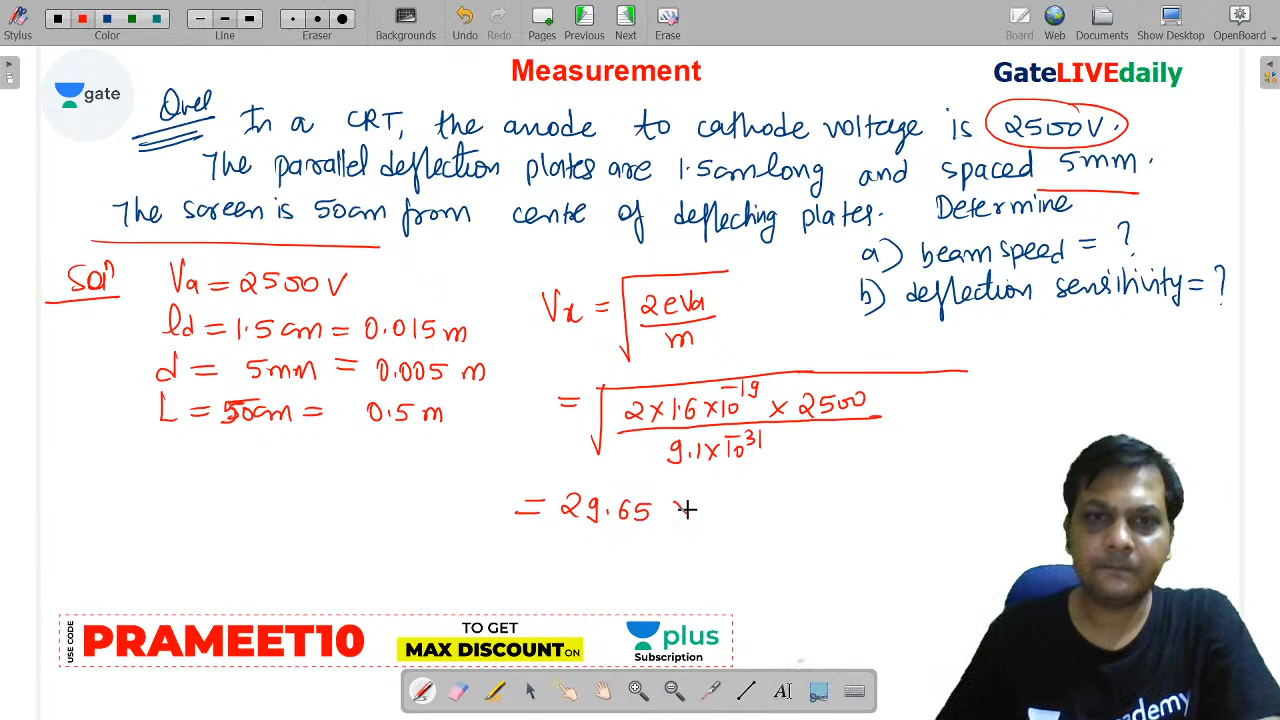 Stylus
Color
Line
Eraser
Backgrounds
Undo
Redo
Pages
Previous
Next
Erase
Board
Web
Documents
Show Desktop
OpenBoard
gate
Measurement
GateLIVEdaily
Ques In a CRT, the anode to cathode voltage is 2500V.
The parallel deflection plates are 1.5cm long and spaced 5mm.
The screen is 50cm from centre of deflecting plates. Determine
a) beam speed = ?
b) deflection sensitivity = ?
Solⁿ Va = 2500 V
ld = 1.5 cm = 0.015 m
d = 5mm = 0.005 m
L = 50cm = 0.5 m
Vx = √(2eVa/m)
= √(2 × 1.6 × 10⁻¹⁹ × 2500 / 9.1 × 10⁻³¹)
= 29.65
USE CODE
PRAMEET10
TO GET
MAX DISCOUNT ON
plus
Subscription
academy